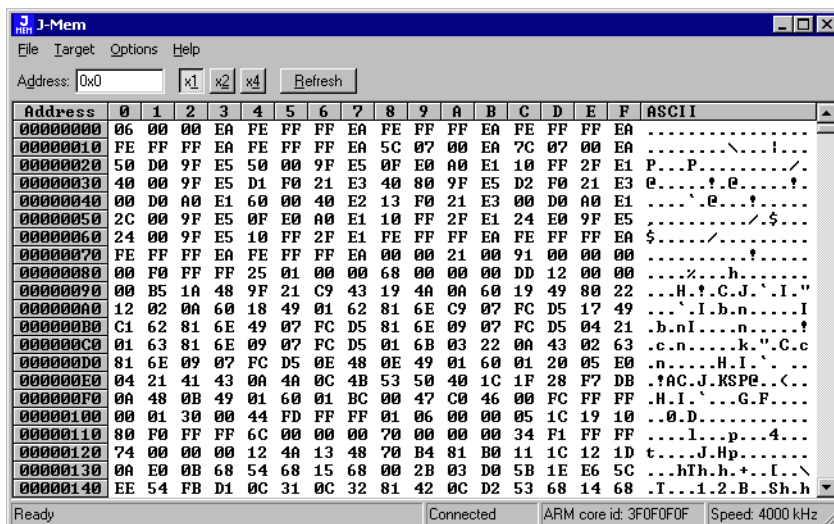 J-Mem
File Target Options Help
Address: 0x0 x1 x2 x4 Refresh
Address 0 1 2 3 4 5 6 7 8 9 A B C D E F ASCII
00000000 06 00 00 EA FE FF FF EA FE FF FF EA FE FF FF EA ................
00000010 FE FF FF EA FE FF FF EA 5C 07 00 EA 7C 07 00 EA ........\...|...
00000020 50 D0 9F E5 50 00 9F E5 0F E0 A0 E1 10 FF 2F E1 P...P........./.
00000030 40 00 9F E5 D1 F0 21 E3 40 80 9F E5 D2 F0 21 E3 @.....!.@.....!.
00000040 00 D0 A0 E1 60 00 40 E2 13 F0 21 E3 00 D0 A0 E1 ....`.@...!.....
00000050 2C 00 9F E5 0F E0 A0 E1 10 FF 2F E1 24 E0 9F E5 ,........./.$...
00000060 24 00 9F E5 10 FF 2F E1 FE FF FF EA FE FF FF EA $...../.........
00000070 FE FF FF EA FE FF FF EA 00 00 21 00 91 00 00 00 ..........!.....
00000080 00 F0 FF FF 25 01 00 00 68 00 00 00 DD 12 00 00 ....%...h.......
00000090 00 B5 1A 48 9F 21 C9 43 19 4A 0A 60 19 49 80 22 ...H.!.C.J.`.I."
000000A0 12 02 0A 60 18 49 01 62 81 6E C9 07 FC D5 17 49 ...`.I.b.n.....I
000000B0 C1 62 81 6E 49 07 FC D5 81 6E 09 07 FC D5 04 21 .b.nI....n.....!
000000C0 01 63 81 6E 09 07 FC D5 01 6B 03 22 0A 43 02 63 .c.n.....k.".C.c
000000D0 81 6E 09 07 FC D5 0E 48 0E 49 01 60 01 20 05 E0 .n.....H.I.`. ..
000000E0 04 21 41 43 0A 4A 0C 4B 53 50 40 1C 1F 28 F7 DB .!AC.J.KSP@..(..
000000F0 0A 48 0B 49 01 60 01 BC 00 47 C0 46 00 FC FF FF .H.I.`...G.F....
00000100 00 01 30 00 44 FD FF FF 01 06 00 00 05 1C 19 10 ..0.D...........
00000110 80 F0 FF FF 6C 00 00 00 70 00 00 00 34 F1 FF FF ....l...p...4...
00000120 74 00 00 00 12 4A 13 48 70 B4 81 B0 11 1C 12 1D t....J.Hp.......
00000130 0A E0 0B 68 54 68 15 68 00 2B 03 D0 5B 1E E6 5C ...hTh.h.+..[..\
00000140 EE 54 FB D1 0C 31 0C 32 81 42 0C D2 53 68 14 68 .T...1.2.B..Sh.h
Ready Connected ARM core id: 3F0F0F0F Speed: 4000 kHz